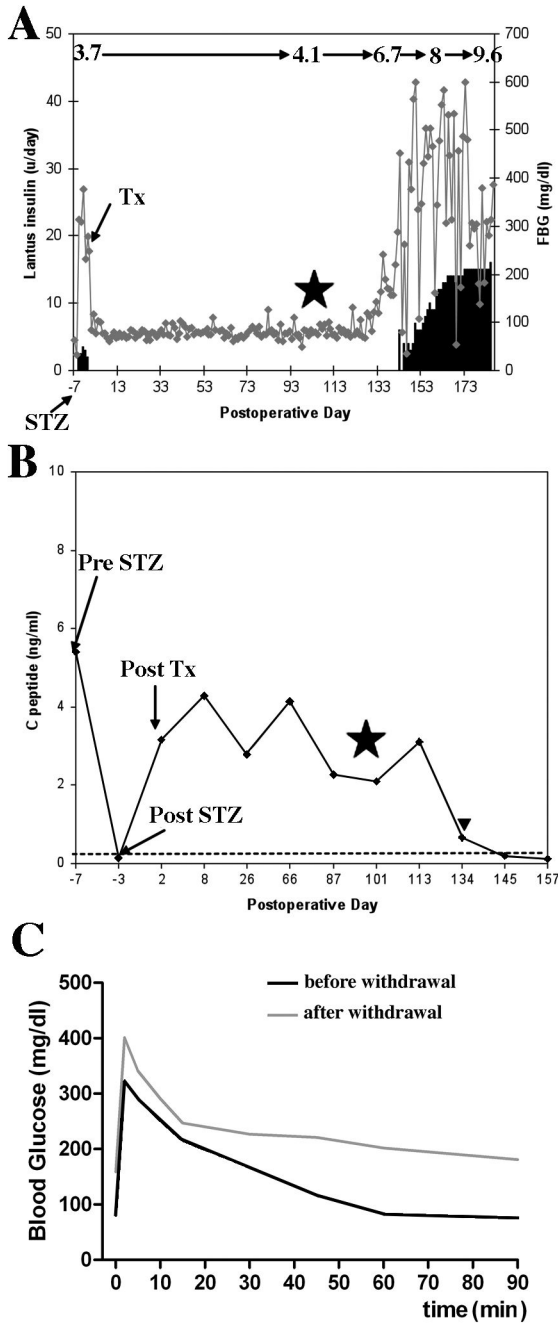 A
50
700
3.7 4.1 6.7 8 9.6
40
600
500
30
400
Tx
20
300
200
10
100
0
0
-7 13 33 53 73 93 113 133 153 173
Lantus insulin (u/day)
FBG (mg/dl)
STZ
Postoperative Day
B
10
8
Pre STZ
6
Post Tx
4
2
Post STZ
0
C peptide (ng/ml)
-7 -3 2 8 26 66 87 101 113 134 145 157
Postoperative Day
C
500
before withdrawal
after withdrawal
400
300
200
100
0
Blood Glucose (mg/dl)
0 10 20 30 40 50 60 70 80 90
time (min)